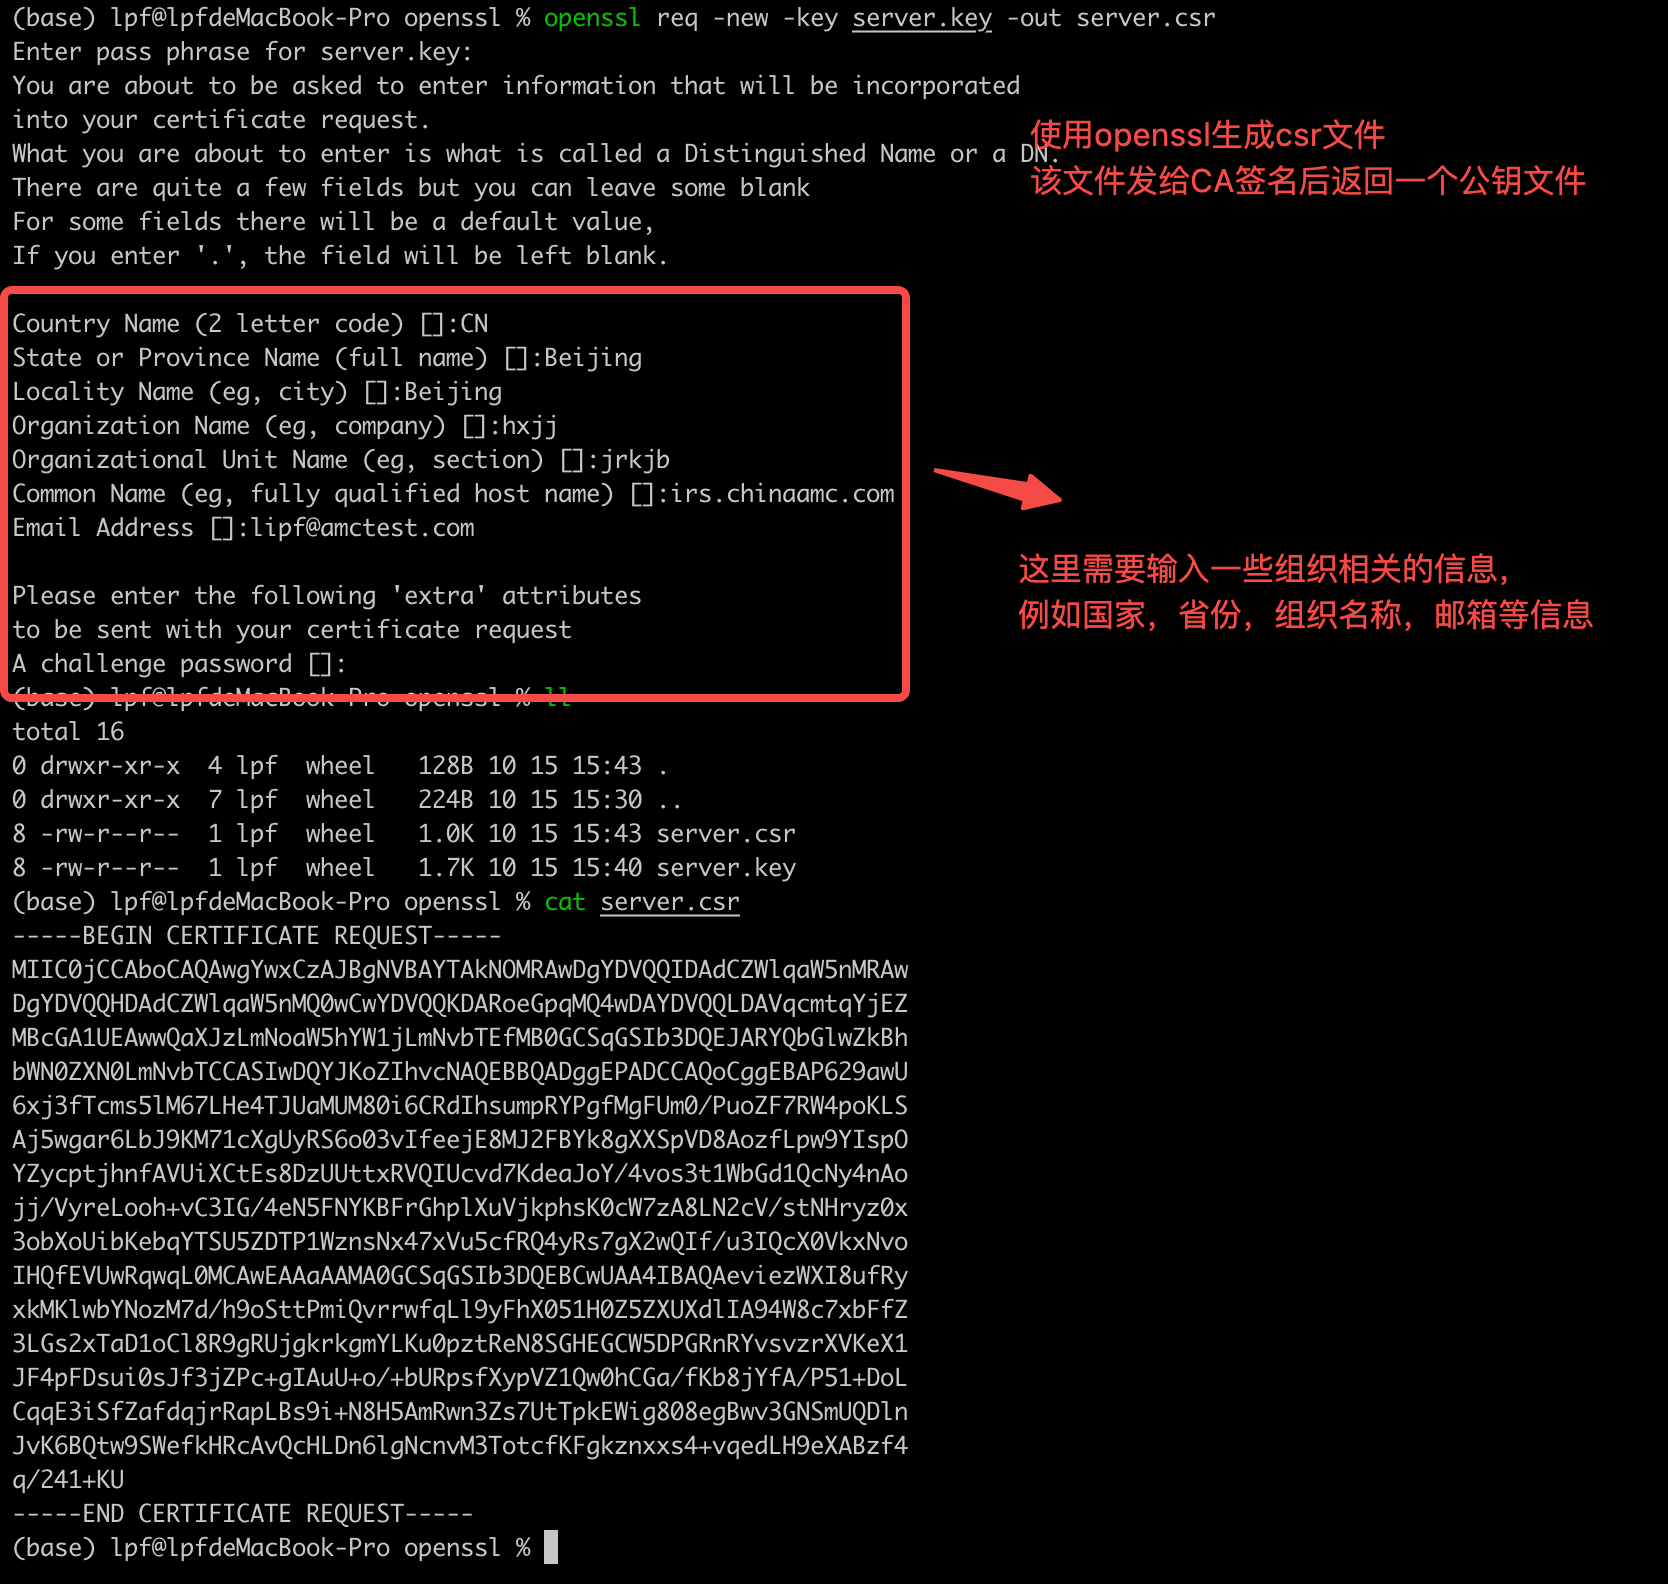 (base) lpf@lpfdeMacBook-Pro openssl % openssl req -new -key server.key -out server.csr
Enter pass phrase for server.key:
You are about to be asked to enter information that will be incorporated
into your certificate request.
What you are about to enter is what is called a Distinguished Name or a DN.
There are quite a few fields but you can leave some blank
For some fields there will be a default value,
If you enter '.', the field will be left blank.
使用openssl生成csr文件
该文件发给CA签名后返回一个公钥文件
Country Name (2 letter code) []:CN
State or Province Name (full name) []:Beijing
Locality Name (eg, city) []:Beijing
Organization Name (eg, company) []:hxjj
Organizational Unit Name (eg, section) []:jrkjb
Common Name (eg, fully qualified host name) []:irs.chinaamc.com
Email Address []:lipf@amctest.com
Please enter the following 'extra' attributes
to be sent with your certificate request
A challenge password []:
这里需要输入一些组织相关的信息，
例如国家，省份，组织名称，邮箱等信息
(base) lpf@lpfdeMacBook-Pro openssl % ll
total 16
0 drwxr-xr-x  4 lpf  wheel   128B 10 15 15:43 .
0 drwxr-xr-x  7 lpf  wheel   224B 10 15 15:30 ..
8 -rw-r--r--  1 lpf  wheel   1.0K 10 15 15:43 server.csr
8 -rw-r--r--  1 lpf  wheel   1.7K 10 15 15:40 server.key
(base) lpf@lpfdeMacBook-Pro openssl % cat server.csr
-----BEGIN CERTIFICATE REQUEST-----
MIIC0jCCAboCAQAwgYwxCzAJBgNVBAYTAkNOMRAwDgYDVQQIDAdCZWlqaW5nMRAw
DgYDVQQHDAdCZWlqaW5nMQ0wCwYDVQQKDARoeGpqMQ4wDAYDVQQLDAVqcmtqYjEZ
MBcGA1UEAwwQaXJzLmNoaW5hYW1jLmNvbTEfMB0GCSqGSIb3DQEJARYQbGlwZkBh
bWN0ZXN0LmNvbTCCASIwDQYJKoZIhvcNAQEBBQADggEPADCCAQoCggEBAP629awU
6xj3fTcms5lM67LHe4TJUaMUM80i6CRdIhsumpRYPgfMgFUm0/PuoZF7RW4poKLS
Aj5wgar6LbJ9KM71cXgUyRS6o03vIfeejE8MJ2FBYk8gXXSpVD8AozfLpw9YIspO
YZycptjhnfAVUiXCtEs8DzUUttxRVQIUcvd7KdeaJoY/4vos3t1WbGd1QcNy4nAo
jj/VyreLooh+vC3IG/4eN5FNYKBFrGhplXuVjkphsK0cW7zA8LN2cV/stNHryz0x
3obXoUibKebqYTSU5ZDTP1WznsNx47xVu5cfRQ4yRs7gX2wQIf/u3IQcX0VkxNvo
IHQfEVUwRqwqL0MCAwEAAaAAMA0GCSqGSIb3DQEBCwUAA4IBAQAeviezWXI8ufRy
xkMKlwbYNozM7d/h9oSttPmiQvrrwfqLl9yFhX051H0Z5ZXUXdlIA94W8c7xbFfZ
3LGs2xTaD1oCl8R9gRUjgkrkgmYLKu0pztReN8SGHEGCW5DPGRnRYvsvzrXVKeX1
JF4pFDsui0sJf3jZPc+gIAuU+o/+bURpsfXypVZ1Qw0hCGa/fKb8jYfA/P51+DoL
CqqE3iSfZafdqjrRapLBs9i+N8H5AmRwn3Zs7UtTpkEWig808egBwv3GNSmUQDln
JvK6BQtw9SWefkHRcAvQcHLDn6lgNcnvM3TotcfKFgkznxxs4+vqedLH9eXABzf4
q/241+KU
-----END CERTIFICATE REQUEST-----
(base) lpf@lpfdeMacBook-Pro openssl %